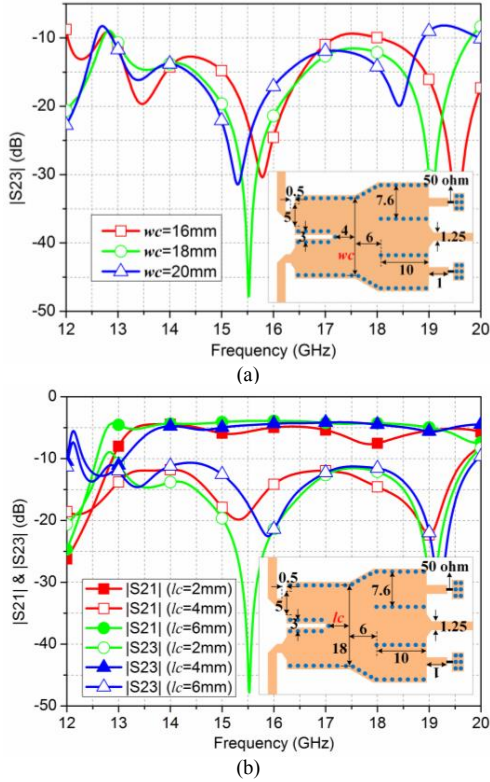 -5
-10
-20
-30
-40
-50
|S23| (dB)
wc=16mm
wc=18mm
wc=20mm
0.5
5
3
4
wc
6
7.6
10
50 ohm
1.25
1
12 13 14 15 16 17 18 19 20
Frequency (GHz)
(a)
0
-10
-20
-30
-40
-50
|S21| & |S23| (dB)
|S21| (lc=2mm)
|S21| (lc=4mm)
|S21| (lc=6mm)
|S23| (lc=2mm)
|S23| (lc=4mm)
|S23| (lc=6mm)
0.5
5
3
lc
18
6
7.6
10
50 ohm
1.25
1
12 13 14 15 16 17 18 19 20
Frequency (GHz)
(b)